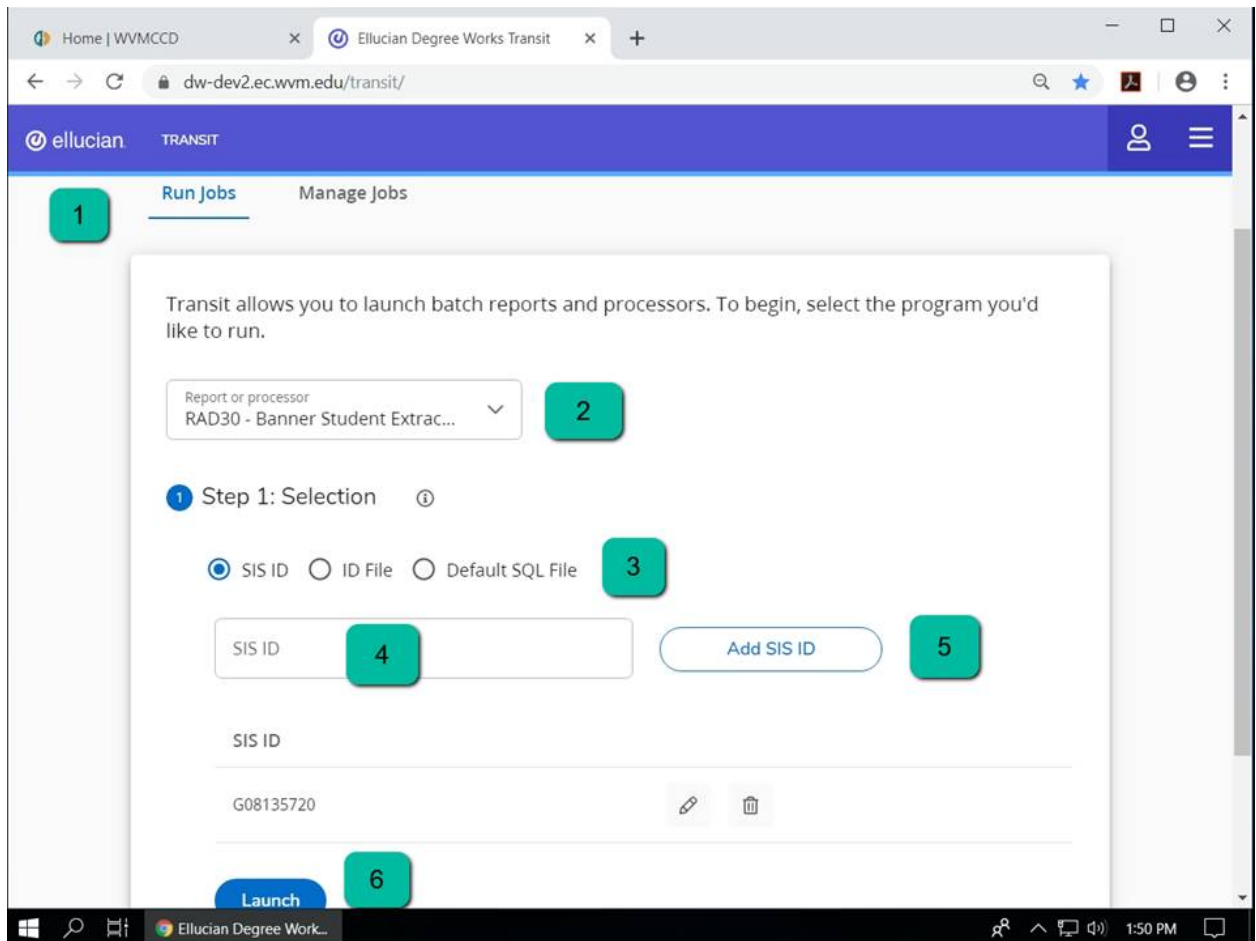 Home | WVMCCD
Ellucian Degree Works Transit
dw-dev2.ec.wvm.edu/transit/
ellucian TRANSIT
Run Jobs Manage Jobs
1
Transit allows you to launch batch reports and processors. To begin, select the program you'd
like to run.
Report or processor
RAD30 - Banner Student Extrac...
2
1 Step 1: Selection
SIS ID ID File Default SQL File
3
SIS ID
4
Add SIS ID
5
SIS ID
G08135720
6
Launch
Ellucian Degree Work...
1:50 PM